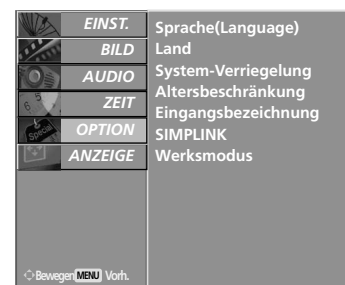 EINST.
BILD
AUDIO
ZEIT
OPTION
ANZEIGE
Sprache(Language)
Land
System-Verriegelung
Altersbeschränkung
Eingangsbezeichnung
SIMPLINK
Werksmodus
Bewegen MENU Vorh.